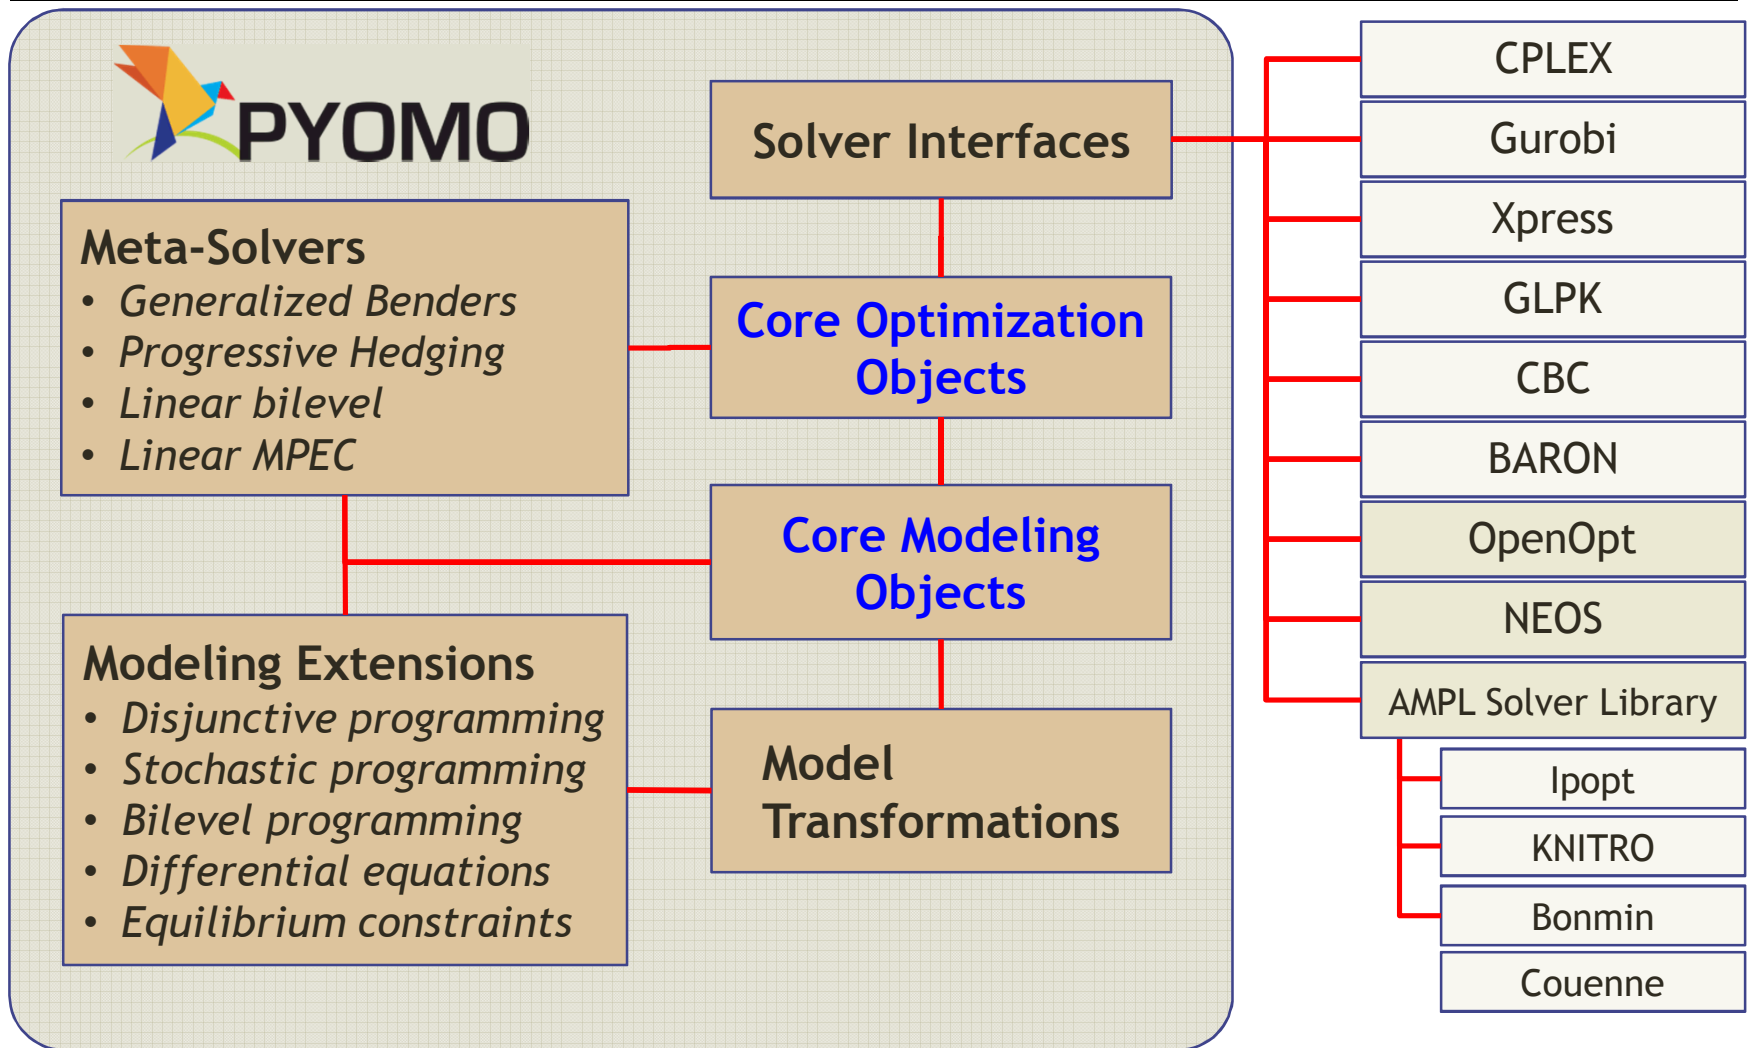 PYOMO
Solver Interfaces
Meta-Solvers
• Generalized Benders
• Progressive Hedging
• Linear bilevel
• Linear MPEC
Core Optimization
Objects
Core Modeling
Objects
Modeling Extensions
• Disjunctive programming
• Stochastic programming
• Bilevel programming
• Differential equations
• Equilibrium constraints
Model
Transformations
CPLEX
Gurobi
Xpress
GLPK
CBC
BARON
OpenOpt
NEOS
AMPL Solver Library
Ipopt
KNITRO
Bonmin
Couenne